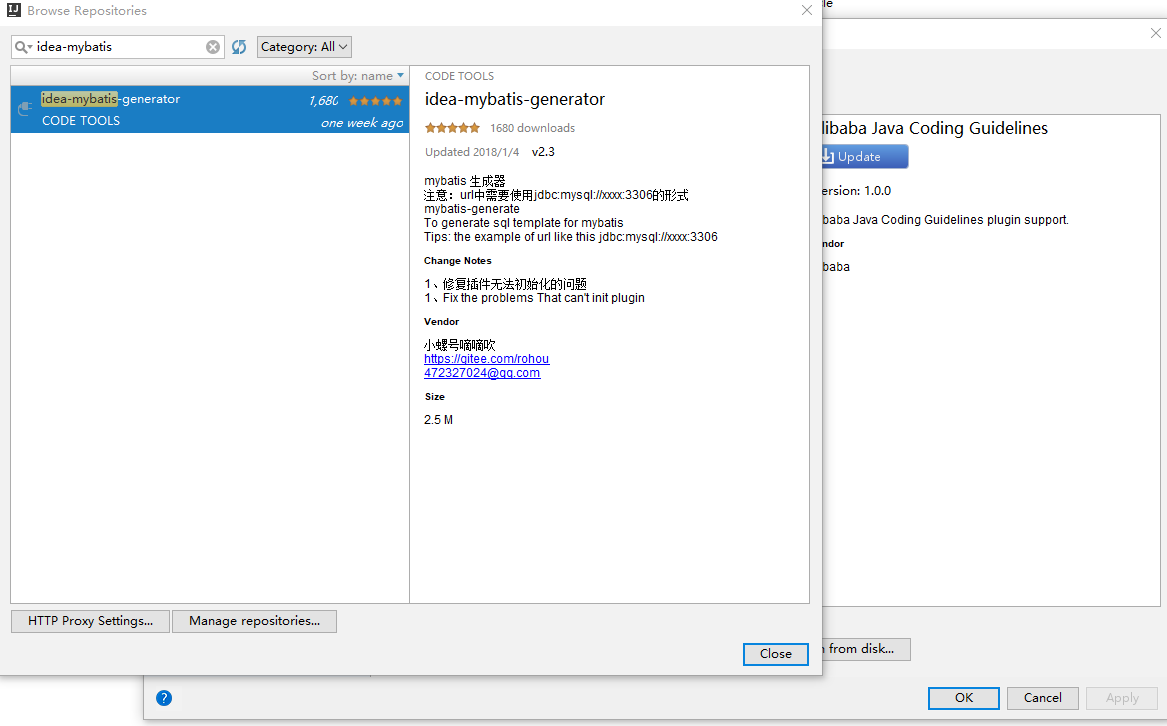 Browse Repositories
le
idea-mybatis
Category: All
Sort by: name
idea-mybatis-generator
1,680
CODE TOOLS
one week ago
CODE TOOLS
idea-mybatis-generator
1680 downloads
Updated 2018/1/4 v2.3
mybatis 生成器
注意：url中需要使用jdbc:mysql://xxxx:3306的形式
mybatis-generate
To generate sql template for mybatis
Tips: the example of url like this jdbc:mysql://xxxx:3306
Change Notes
1、修复插件无法初始化的问题
1、Fix the problems That can't init plugin
Vendor
小螺号嘀嘀吹
https://gitee.com/rohou
472327024@qq.com
Size
2.5 M
HTTP Proxy Settings...
Manage repositories...
Close
libaba Java Coding Guidelines
Update
ersion: 1.0.0
baba Java Coding Guidelines plugin support.
ndor
baba
from disk...
?
OK
Cancel
Apply